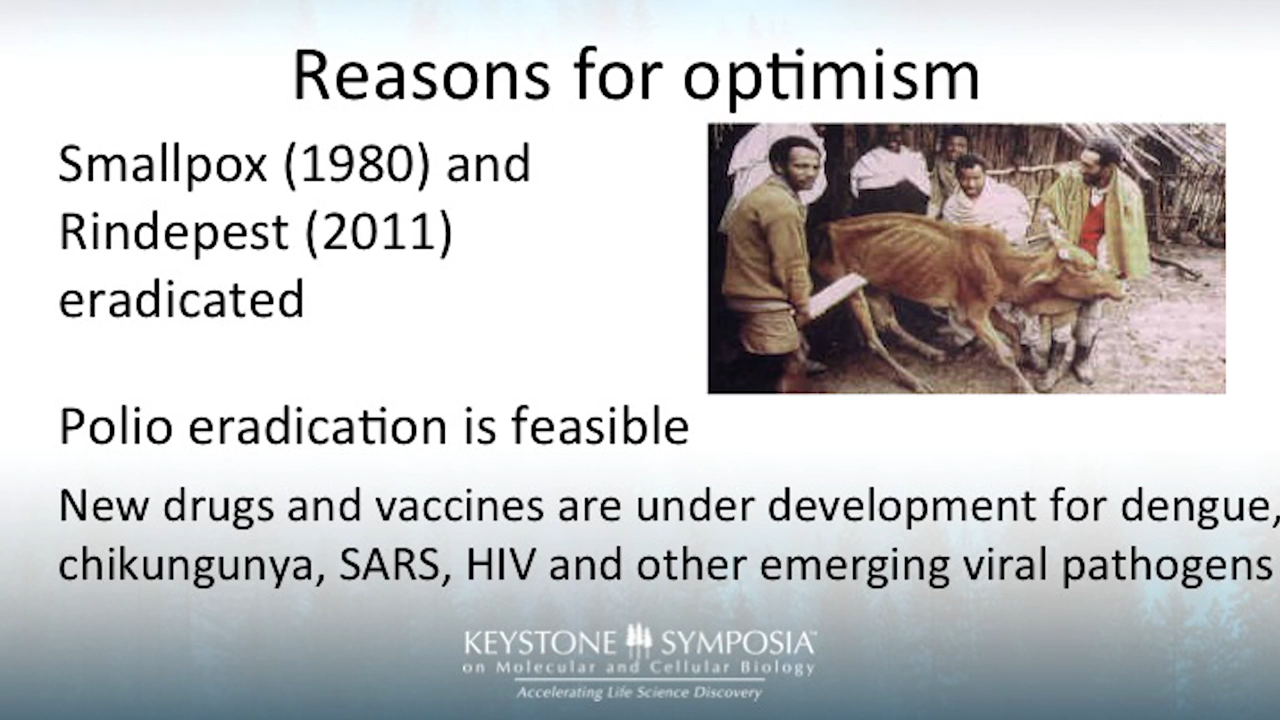 Reasons for optimism
Smallpox (1980) and
Rindepest (2011)
eradicated
Polio eradication is feasible
New drugs and vaccines are under development for dengue,
chikungunya, SARS, HIV and other emerging viral pathogens
KEYSTONE SYMPOSIA™
on Molecular and Cellular Biology
Accelerating Life Science Discovery